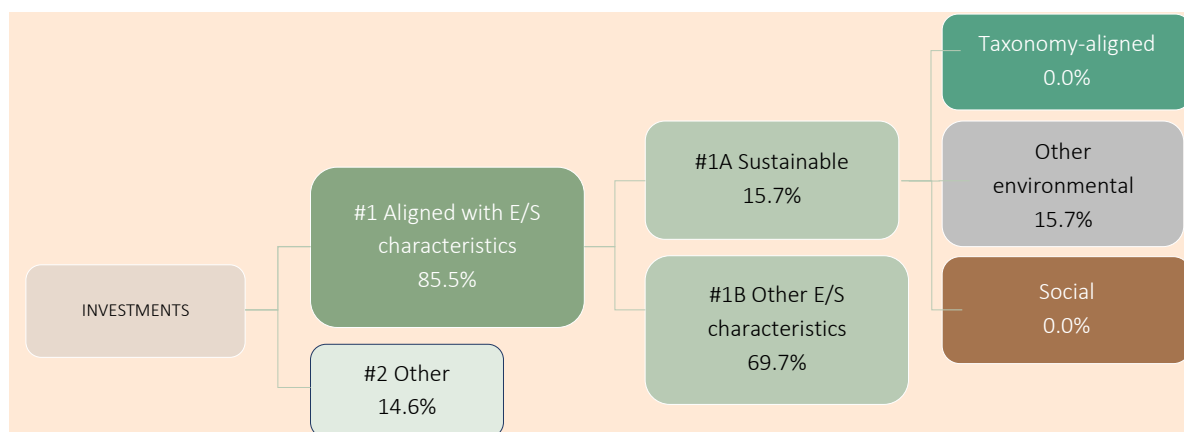 INVESTMENTS
#1 Aligned with E/S
characteristics
85.5%
#2 Other
14.6%
#1A Sustainable
15.7%
#1B Other E/S
characteristics
69.7%
Taxonomy-aligned
0.0%
Other
environmental
15.7%
Social
0.0%